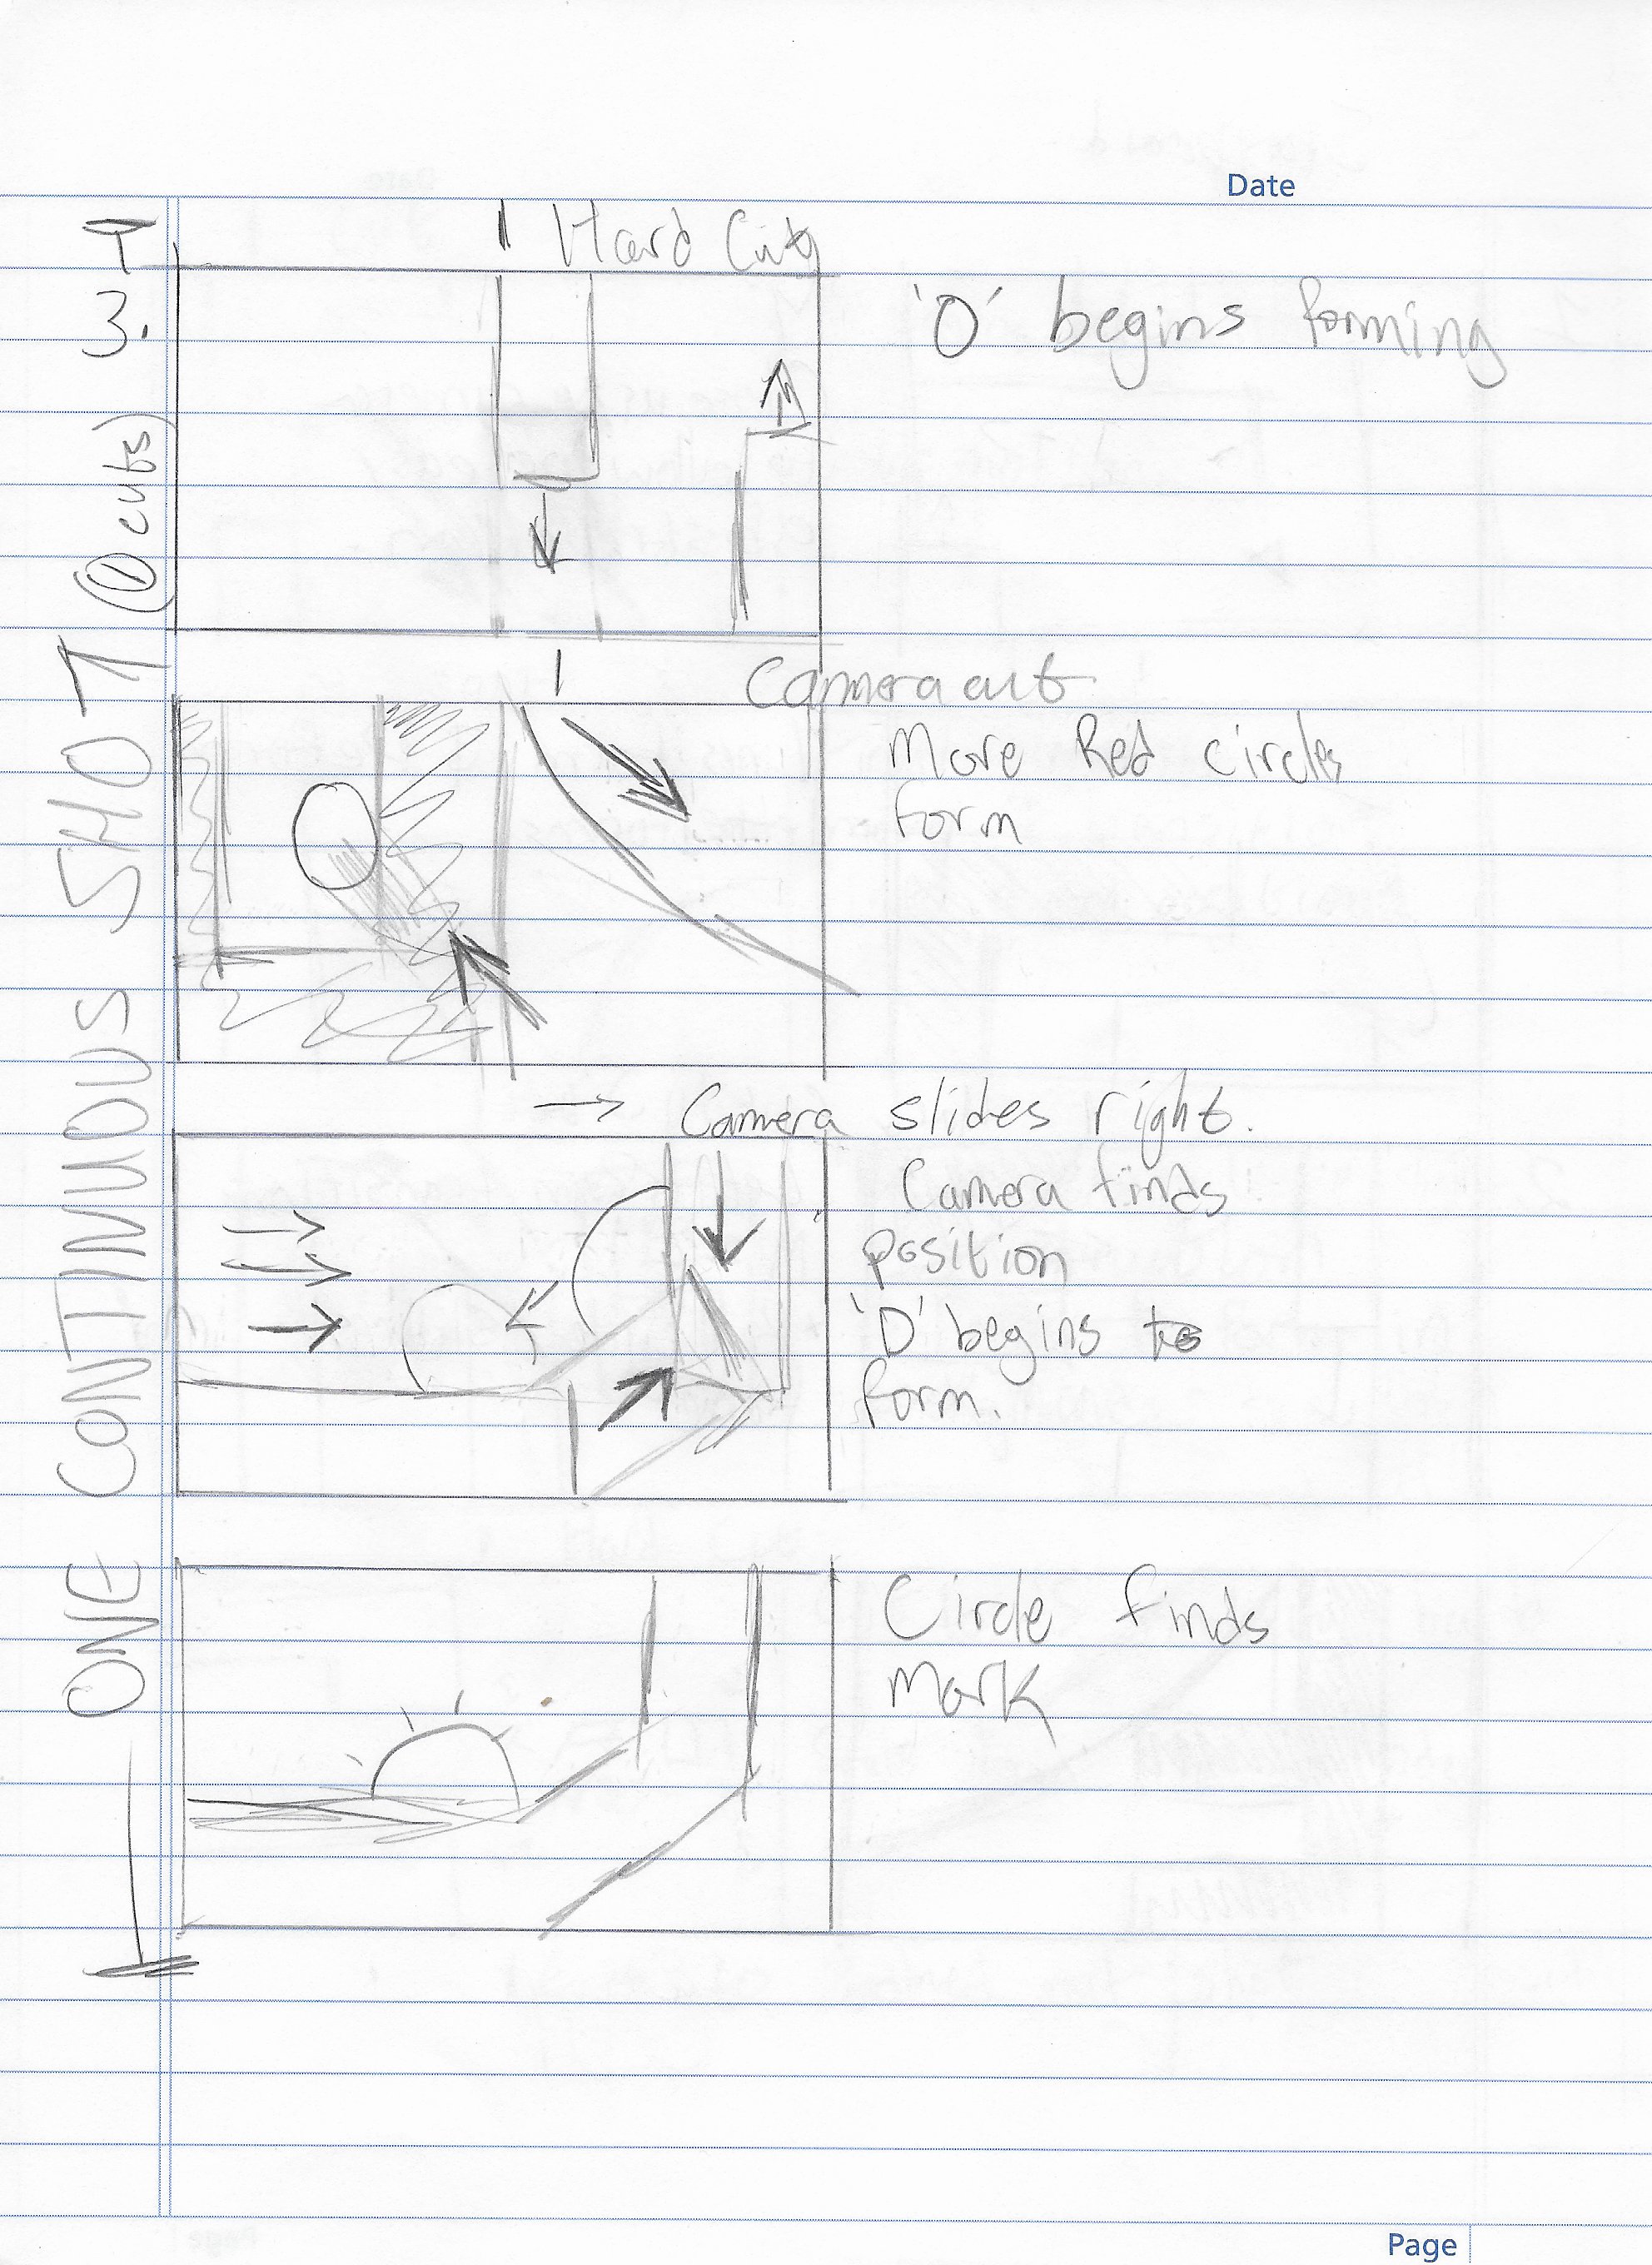 Date
Hard Cut
3.
'O' begins forming
ONE CONTINUOUS SHOT (① cuts)
Camera out
More Red circles
form
→ Camera slides right.
Camera finds
position
'D' begins to
form.
Circle finds
mark
Page